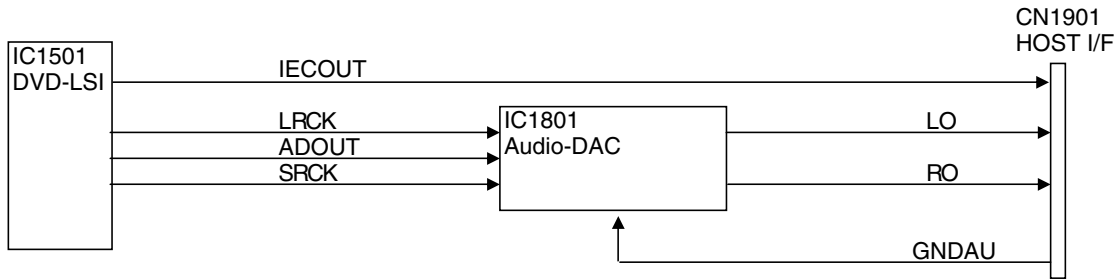 CN1901
HOST I/F
IC1501
DVD-LSI
IECOUT
LRCK
ADOUT
SRCK
IC1801
Audio-DAC
LO
RO
GNDAU